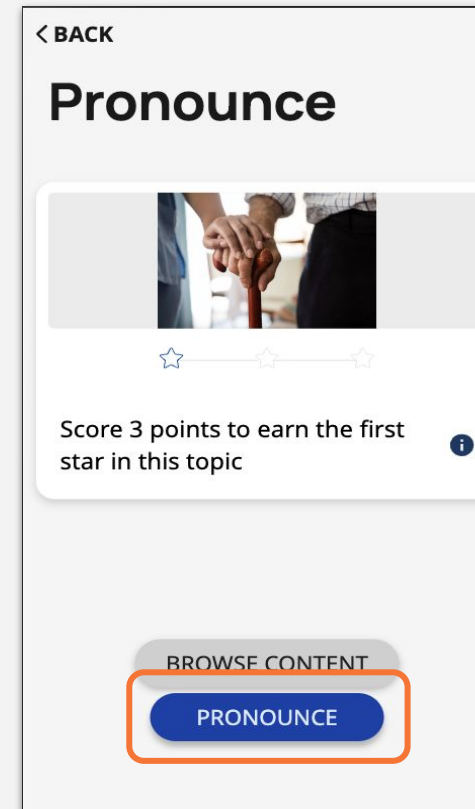 BACK
Pronounce
Score 3 points to earn the first
star in this topic
BROWSE CONTENT
PRONOUNCE